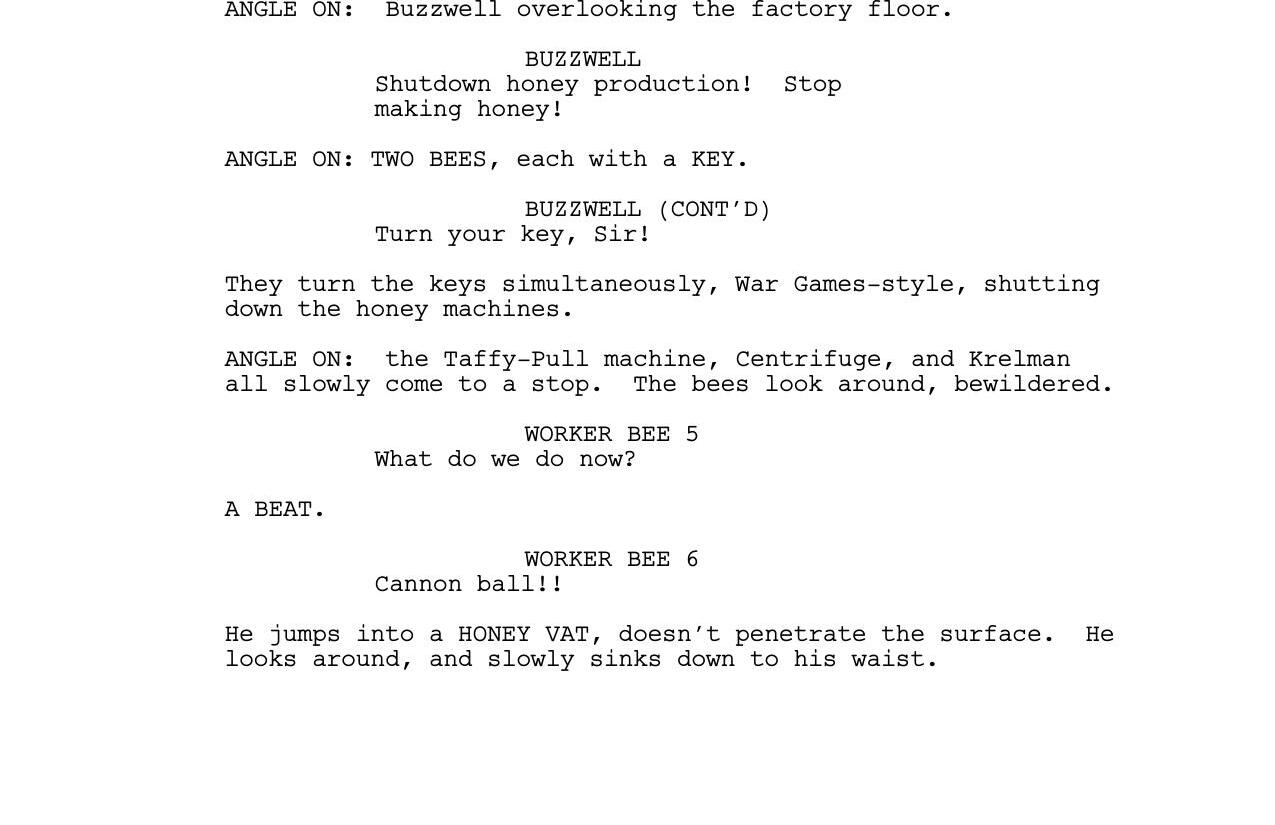 ANGLE ON:  Buzzwell overlooking the factory floor.
BUZZWELL
Shutdown honey production!  Stop
making honey!
ANGLE ON: TWO BEES, each with a KEY.
BUZZWELL (CONT’D)
Turn your key, Sir!
They turn the keys simultaneously, War Games-style, shutting
down the honey machines.
ANGLE ON:  the Taffy-Pull machine, Centrifuge, and Krelman
all slowly come to a stop.  The bees look around, bewildered.
WORKER BEE 5
What do we do now?
A BEAT.
WORKER BEE 6
Cannon ball!!
He jumps into a HONEY VAT, doesn’t penetrate the surface.  He
looks around, and slowly sinks down to his waist.